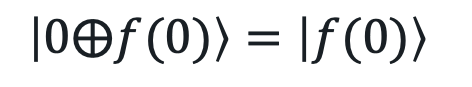 |0⊕f(0)⟩ = |f(0)⟩